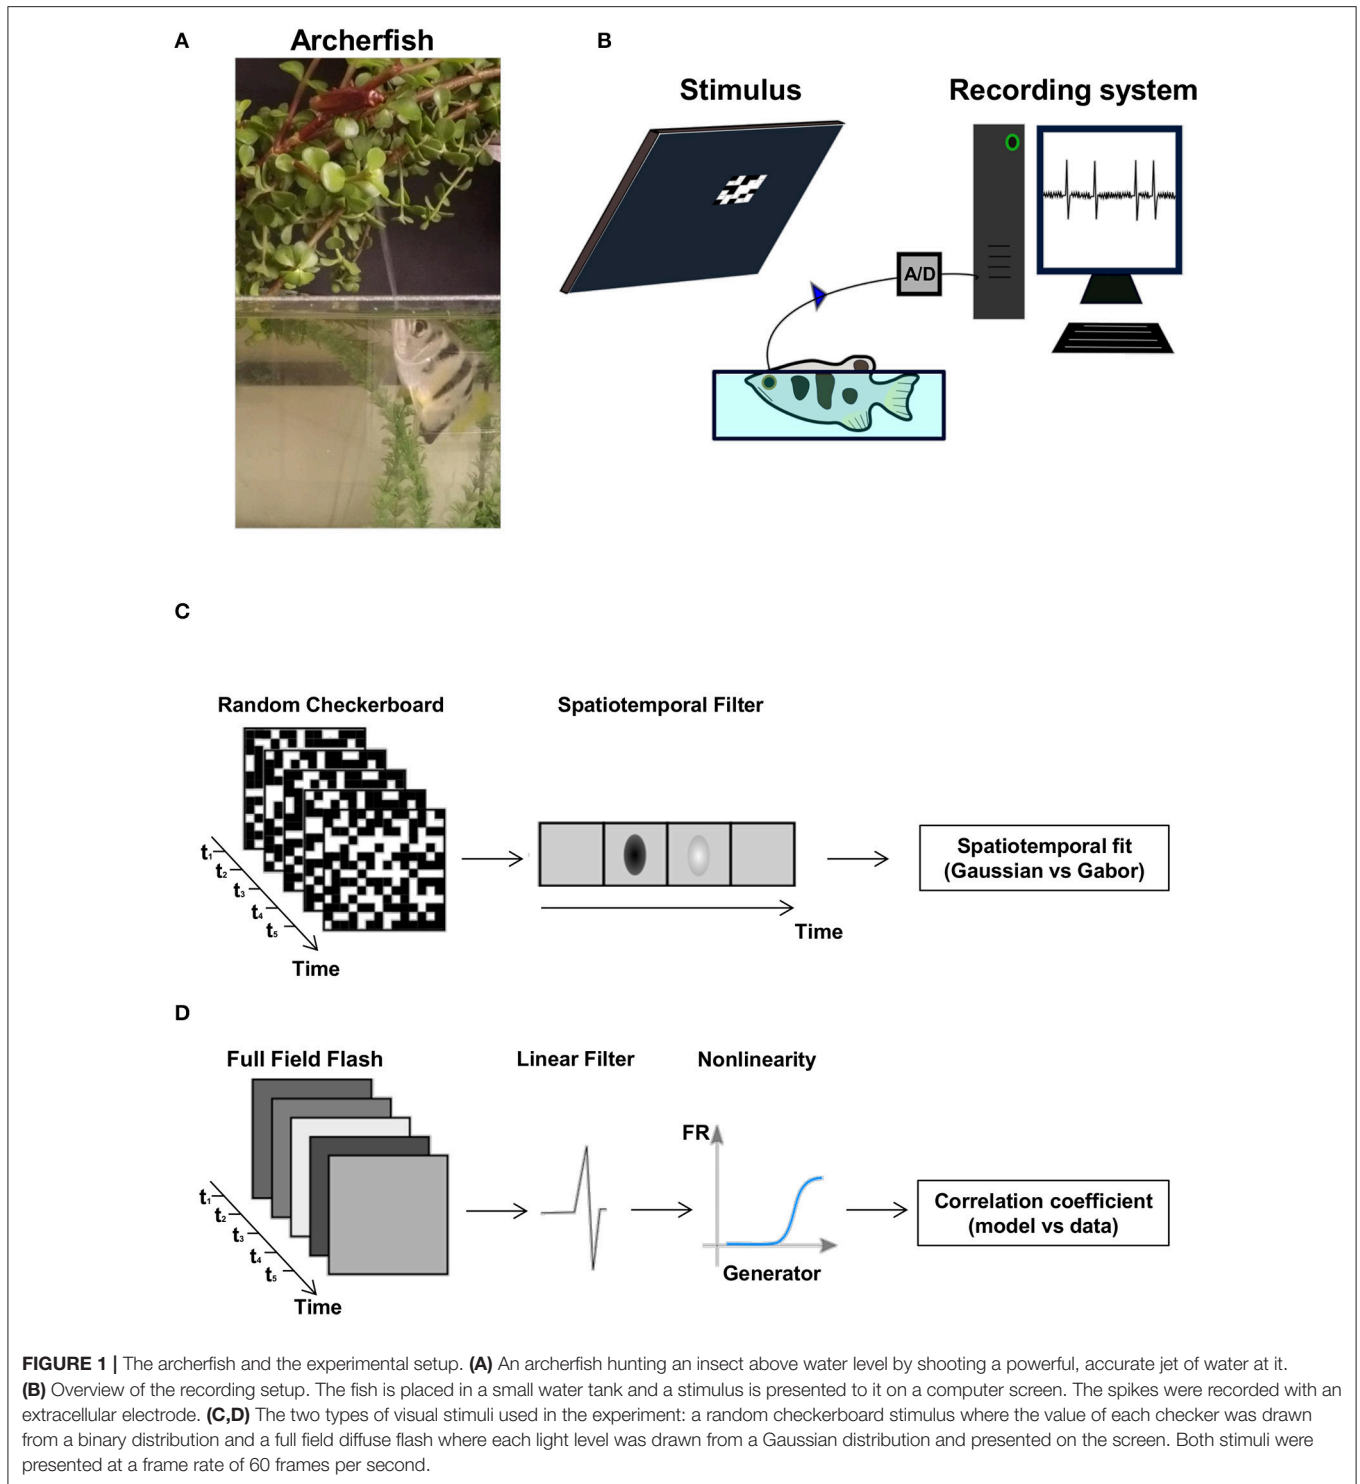 A
Archerfish
B
Stimulus
Recording system
A/D
C
Random Checkerboard
Spatiotemporal Filter
t1
t2
t3
t4
t5
Time
Time
Spatiotemporal fit
(Gaussian vs Gabor)
D
Full Field Flash
Linear Filter
Nonlinearity
t1
t2
t3
t4
t5
Time
FR
Generator
Correlation coefficient
(model vs data)
FIGURE 1 | The archerfish and the experimental setup. (A) An archerfish hunting an insect above water level by shooting a powerful, accurate jet of water at it.
(B) Overview of the recording setup. The fish is placed in a small water tank and a stimulus is presented to it on a computer screen. The spikes were recorded with an
extracellular electrode. (C,D) The two types of visual stimuli used in the experiment: a random checkerboard stimulus where the value of each checker was drawn
from a binary distribution and a full field diffuse flash where each light level was drawn from a Gaussian distribution and presented on the screen. Both stimuli were
presented at a frame rate of 60 frames per second.